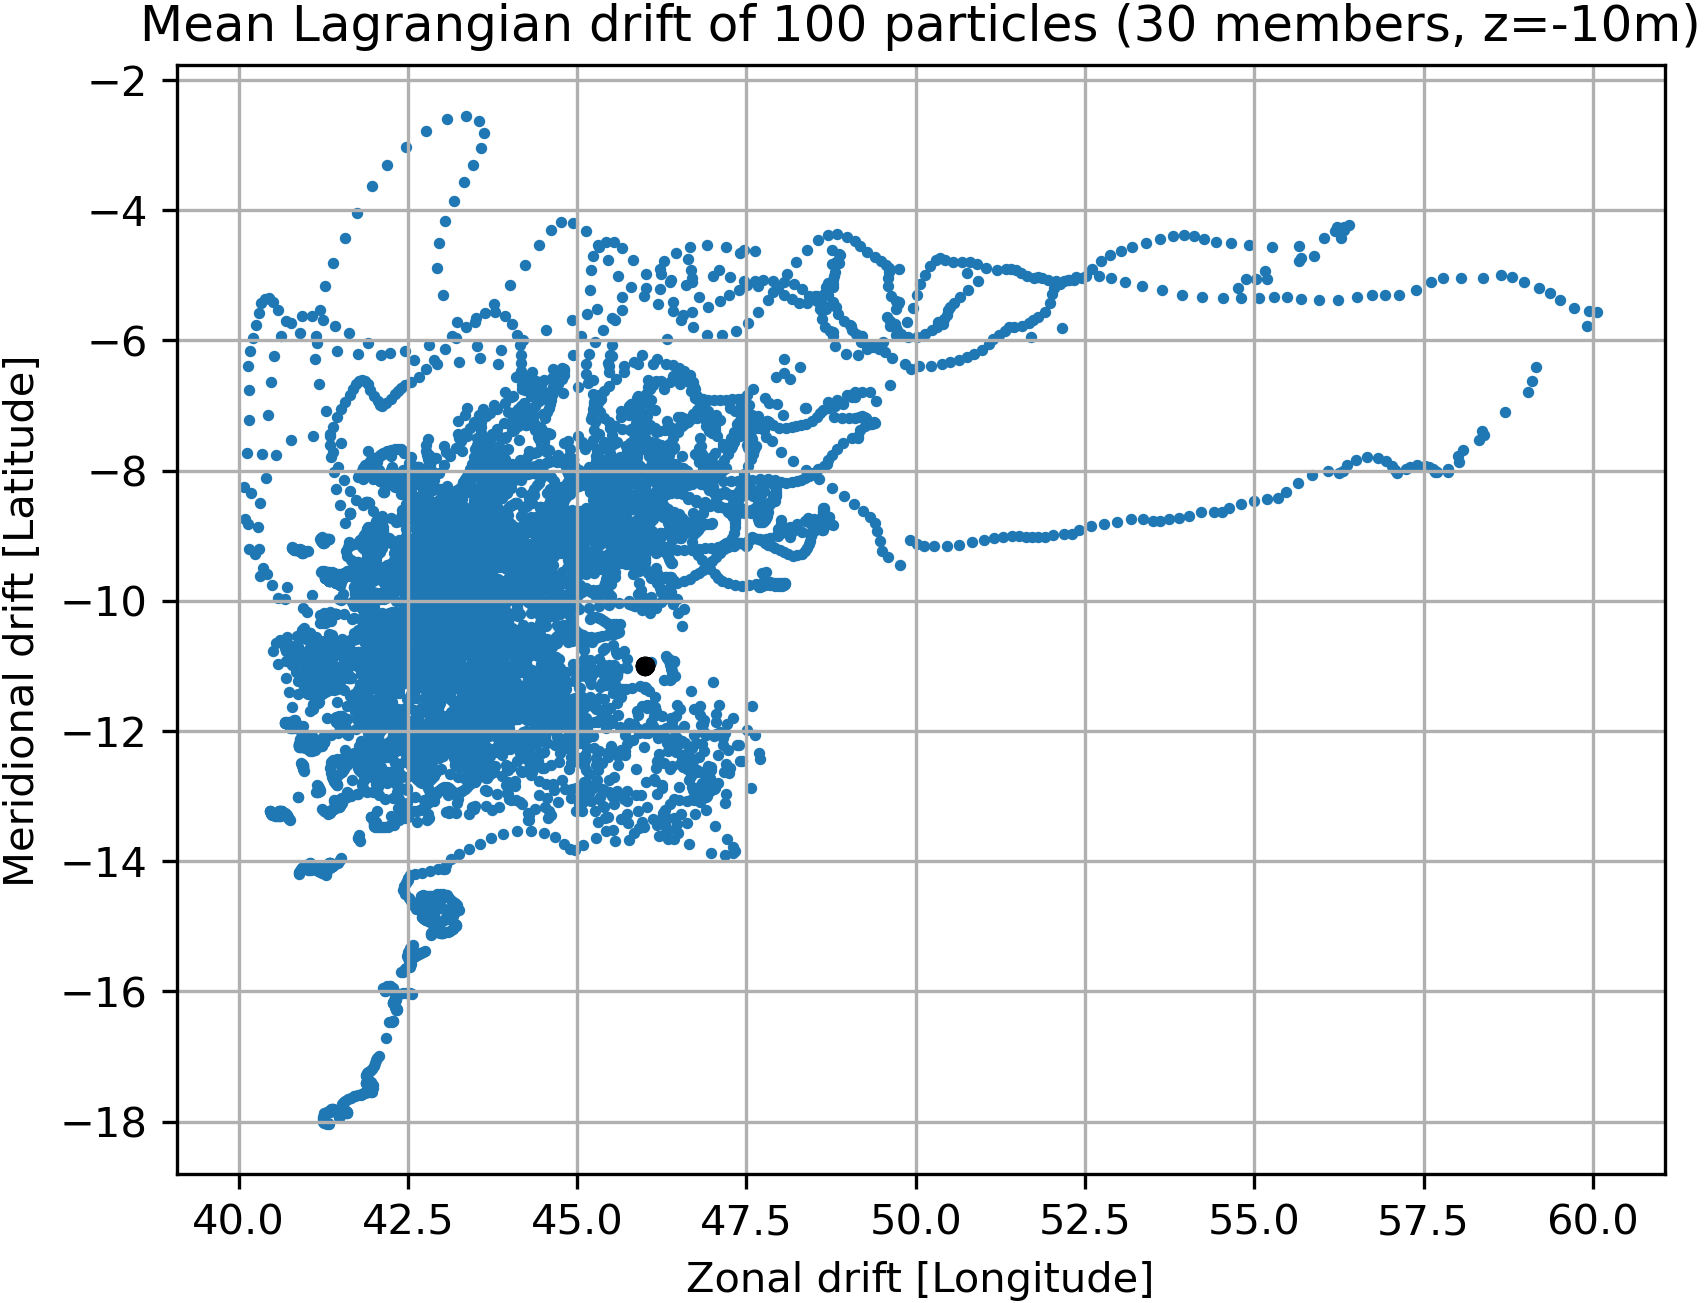 Mean Lagrangian drift of 100 particles (30 members, z=-10m)
Meridional drift [Latitude]
−2
−4
−6
−8
−10
−12
−14
−16
−18
40.0 42.5 45.0 47.5 50.0 52.5 55.0 57.5 60.0
Zonal drift [Longitude]